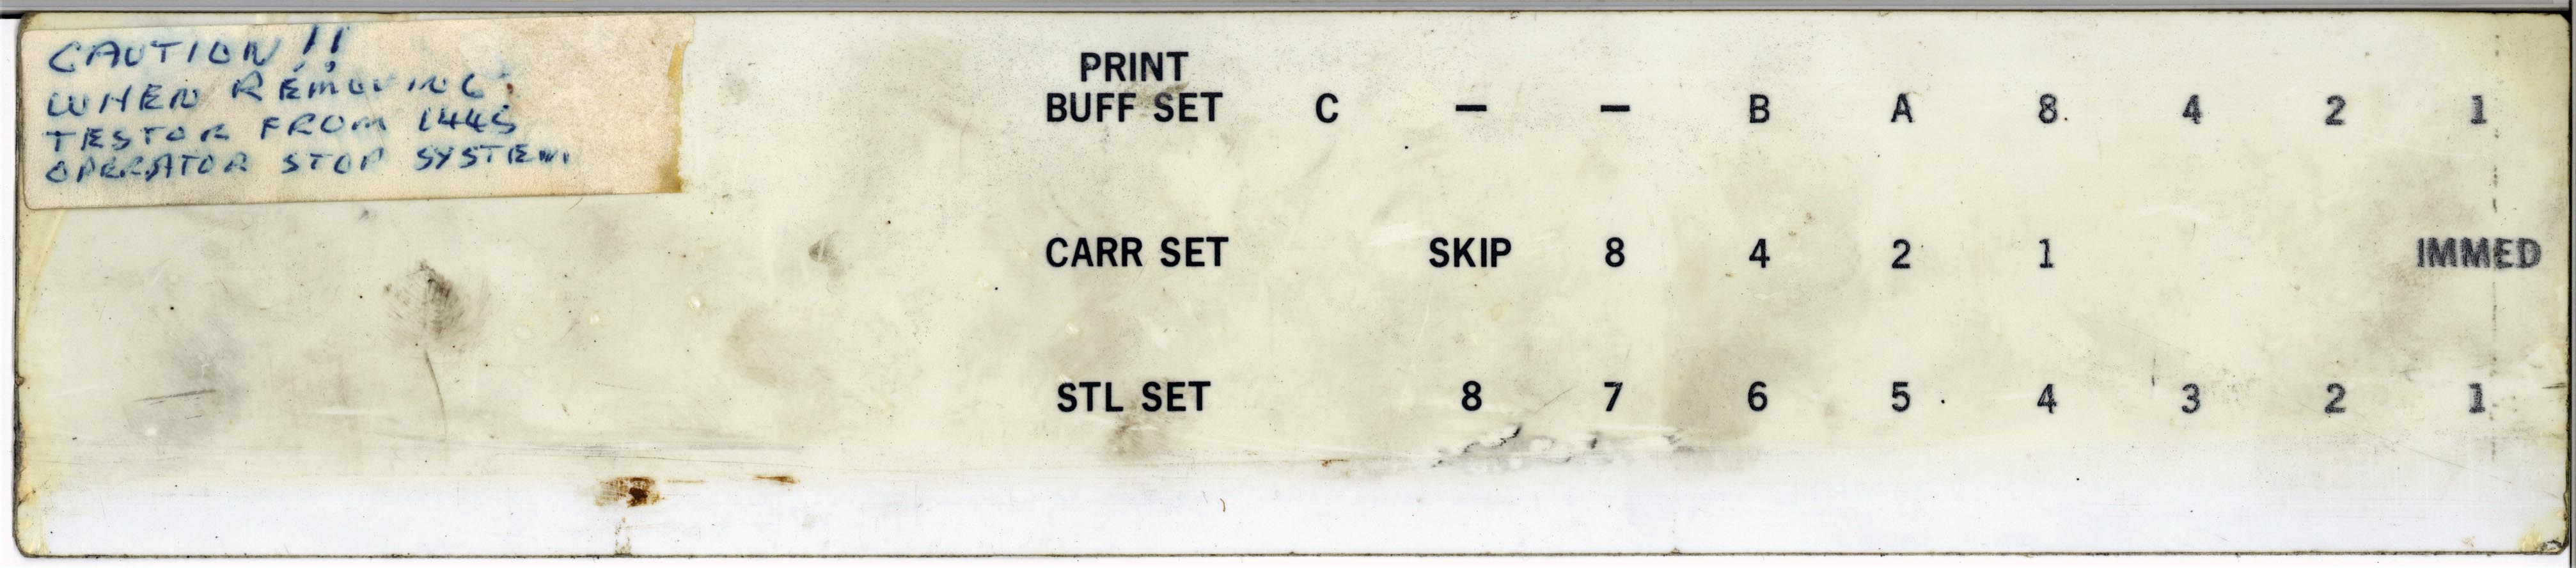 CAUTION!!
WHEN REMOVING
TESTOR FROM 1445
OPERATOR STOP SYSTEM.
PRINT
BUFF SET C — — B A 8 4 2 1
CARR SET SKIP 8 4 2 1 IMMED
STL SET 8 7 6 5 4 3 2 1